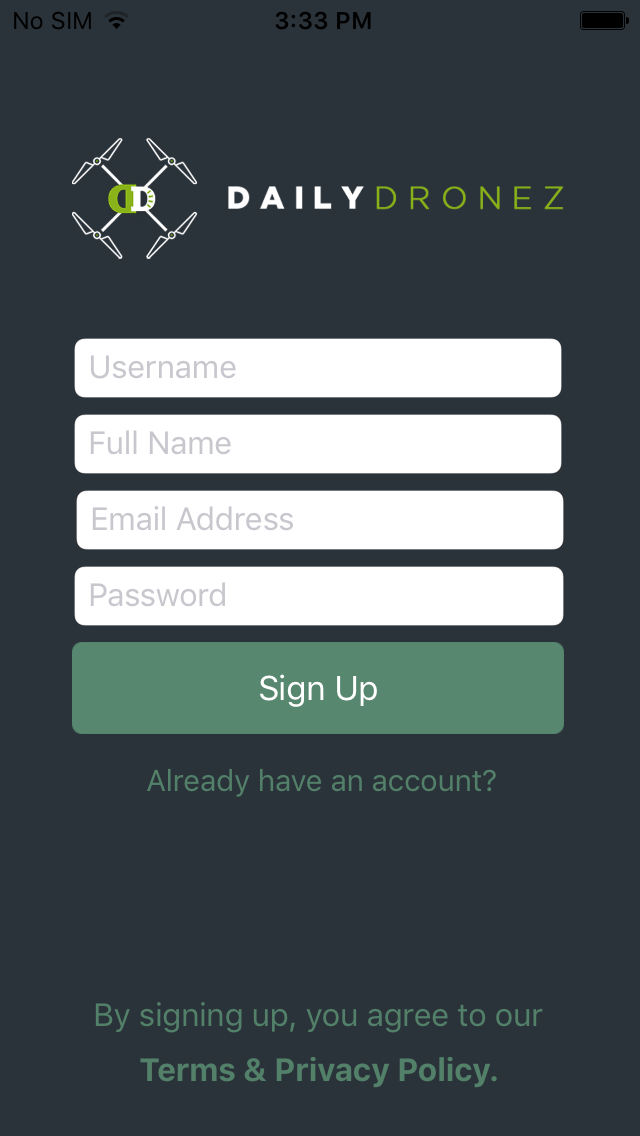 No SIM 3:33 PM
DAILYDRONEZ
Username
Full Name
Email Address
Password
Sign Up
Already have an account?
By signing up, you agree to our
Terms & Privacy Policy.